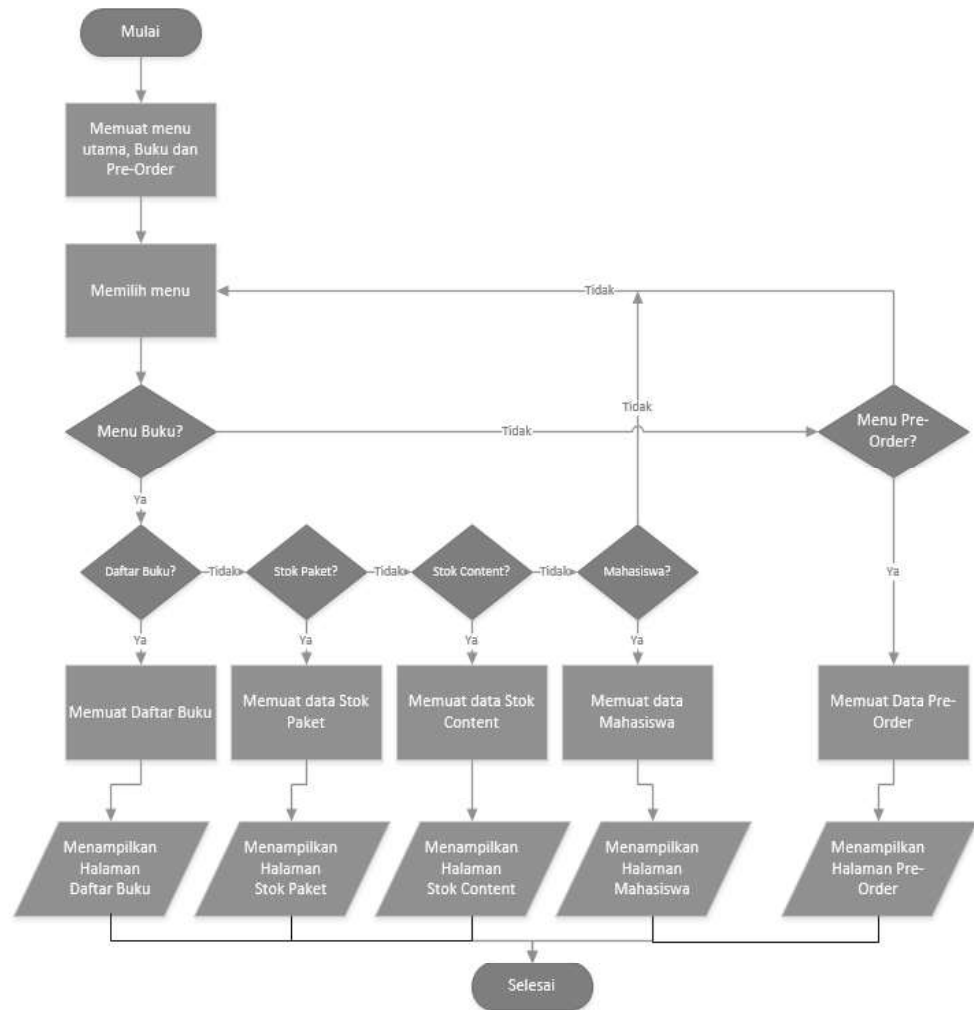 Mulai
Memuat menu
utama, Buku dan
Pre-Order
Memilih menu
Tidak
Tidak
Menu Buku?
Tidak
Menu Pre-
Order?
Ya
Daftar Buku?
Tidak
Stok Paket?
Tidak
Stok Content?
Tidak
Mahasiswa?
Ya
Ya
Ya
Ya
Ya
Memuat Daftar Buku
Memuat data Stok
Paket
Memuat data Stok
Content
Memuat data
Mahasiswa
Memuat Data Pre-
Order
Menampilkan
Halaman
Daftar Buku
Menampilkan
Halaman
Stok Paket
Menampilkan
Halaman
Stok Content
Menampilkan
Halaman
Mahasiswa
Menampilkan
Halaman Pre-
Order
Selesai